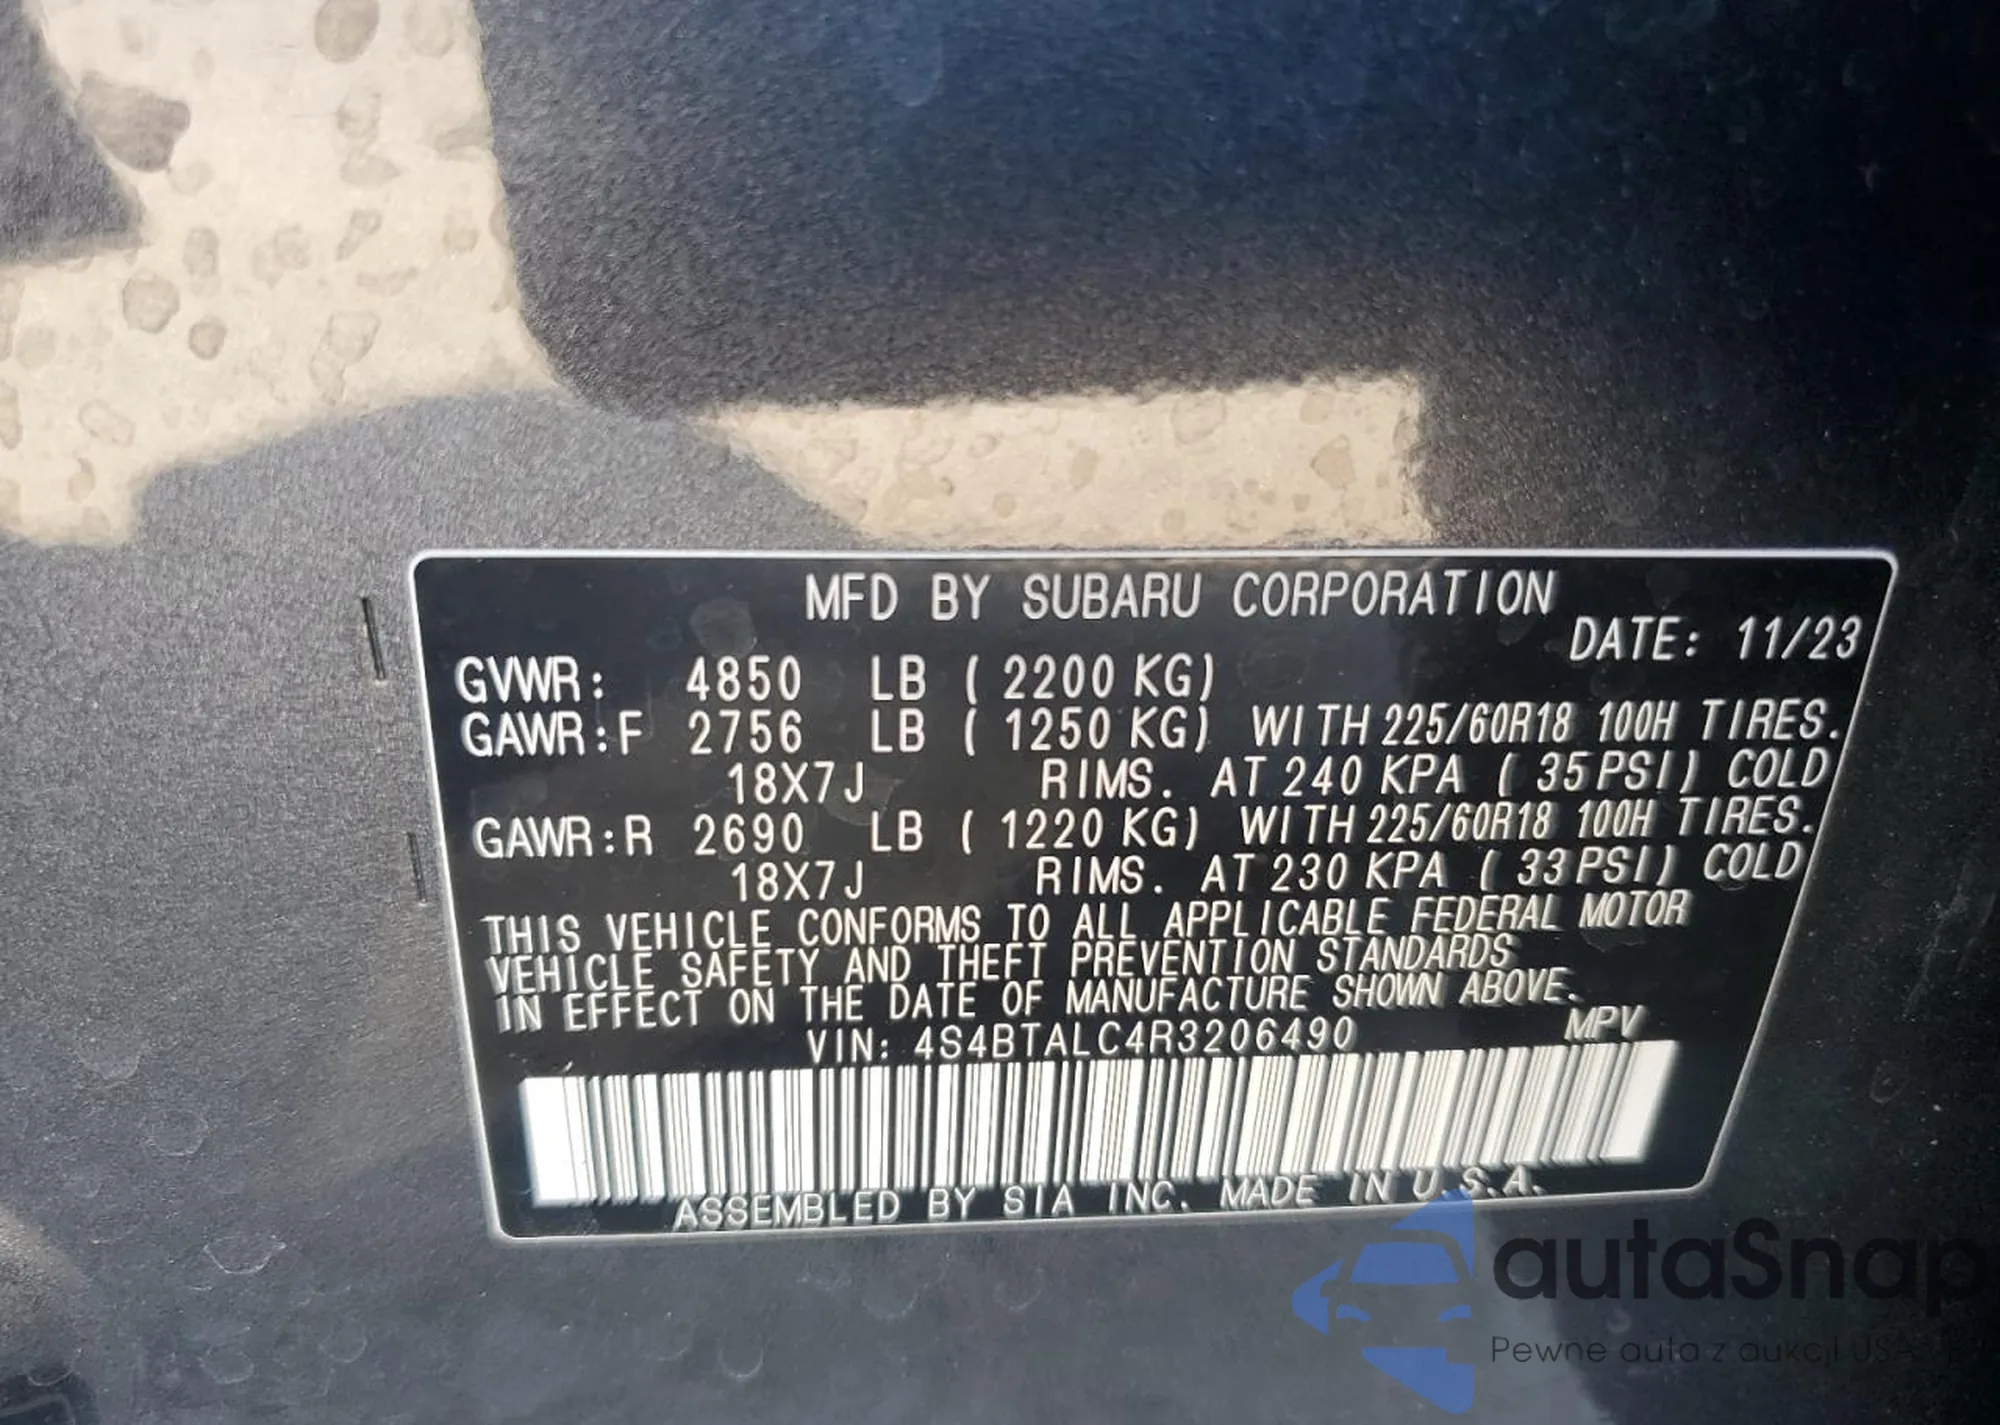 MFD BY SUBARU CORPORATION
DATE: 11/23
GVWR: 4850 LB ( 2200 KG)
GAWR:F 2756 LB ( 1250 KG) WITH 225/60R18 100H TIRES.
18X7J RIMS. AT 240 KPA ( 35 PSI) COLD
GAWR:R 2690 LB ( 1220 KG) WITH 225/60R18 100H TIRES.
18X7J RIMS. AT 230 KPA ( 33 PSI) COLD
THIS VEHICLE CONFORMS TO ALL APPLICABLE FEDERAL MOTOR
VEHICLE SAFETY AND THEFT PREVENTION STANDARDS
IN EFFECT ON THE DATE OF MANUFACTURE SHOWN ABOVE.
VIN: 4S4BTALC4R3206490 MPV
ASSEMBLED BY SIA INC. MADE IN U.S.A.
autaSnap
Pewne auta z aukcji USA